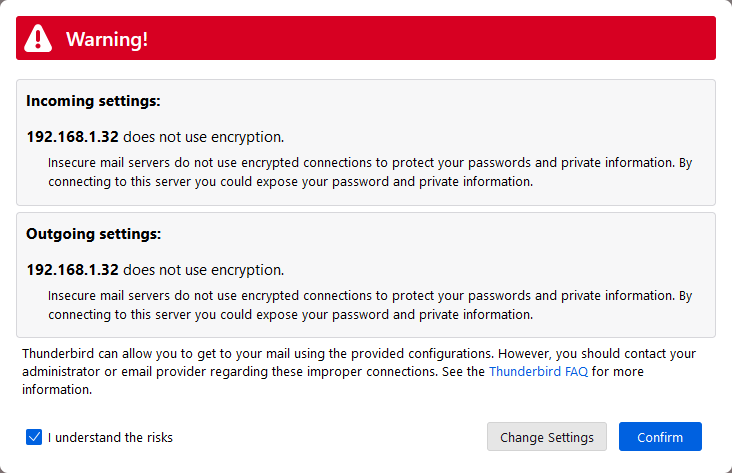 Warning!
Incoming settings:
192.168.1.32 does not use encryption.
Insecure mail servers do not use encrypted connections to protect your passwords and private information. By
connecting to this server you could expose your password and private information.
Outgoing settings:
192.168.1.32 does not use encryption.
Insecure mail servers do not use encrypted connections to protect your passwords and private information. By
connecting to this server you could expose your password and private information.
Thunderbird can allow you to get to your mail using the provided configurations. However, you should contact your
administrator or email provider regarding these improper connections. See the Thunderbird FAQ for more
information.
I understand the risks
Change Settings
Confirm